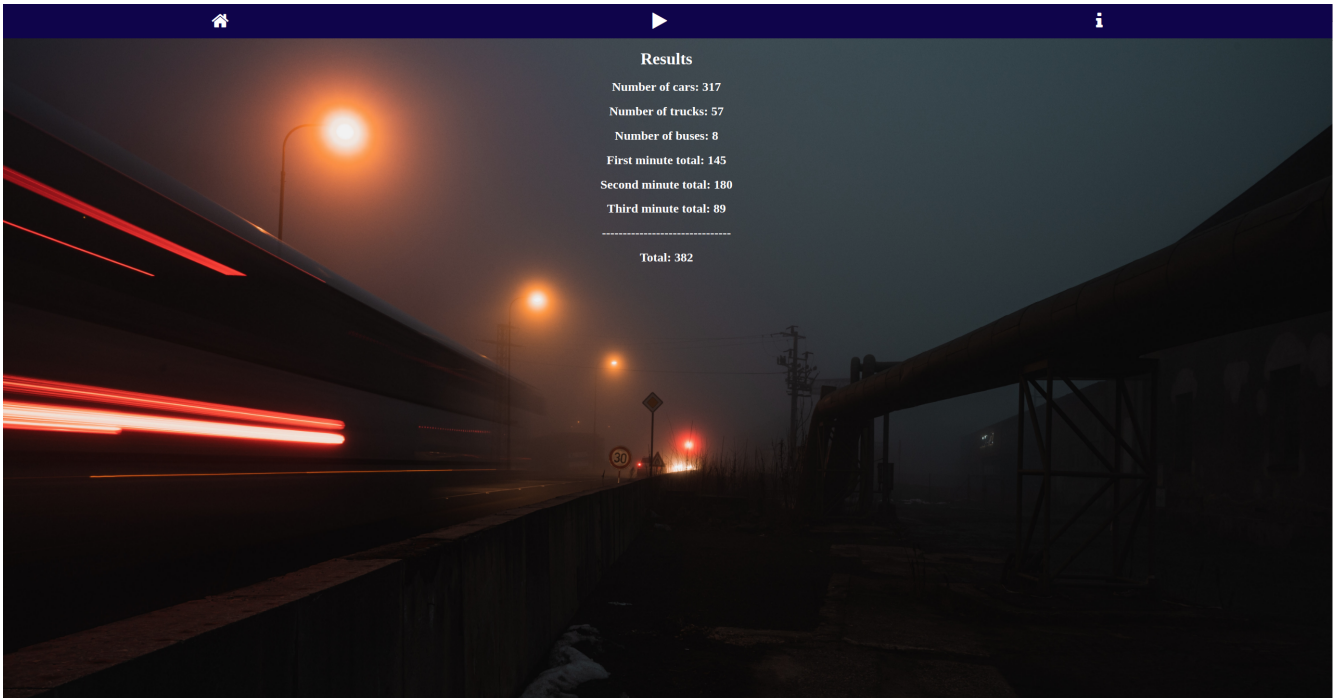 Results
Number of cars: 317
Number of trucks: 57
Number of buses: 8
First minute total: 145
Second minute total: 180
Third minute total: 89
-------------------------------
Total: 382
30